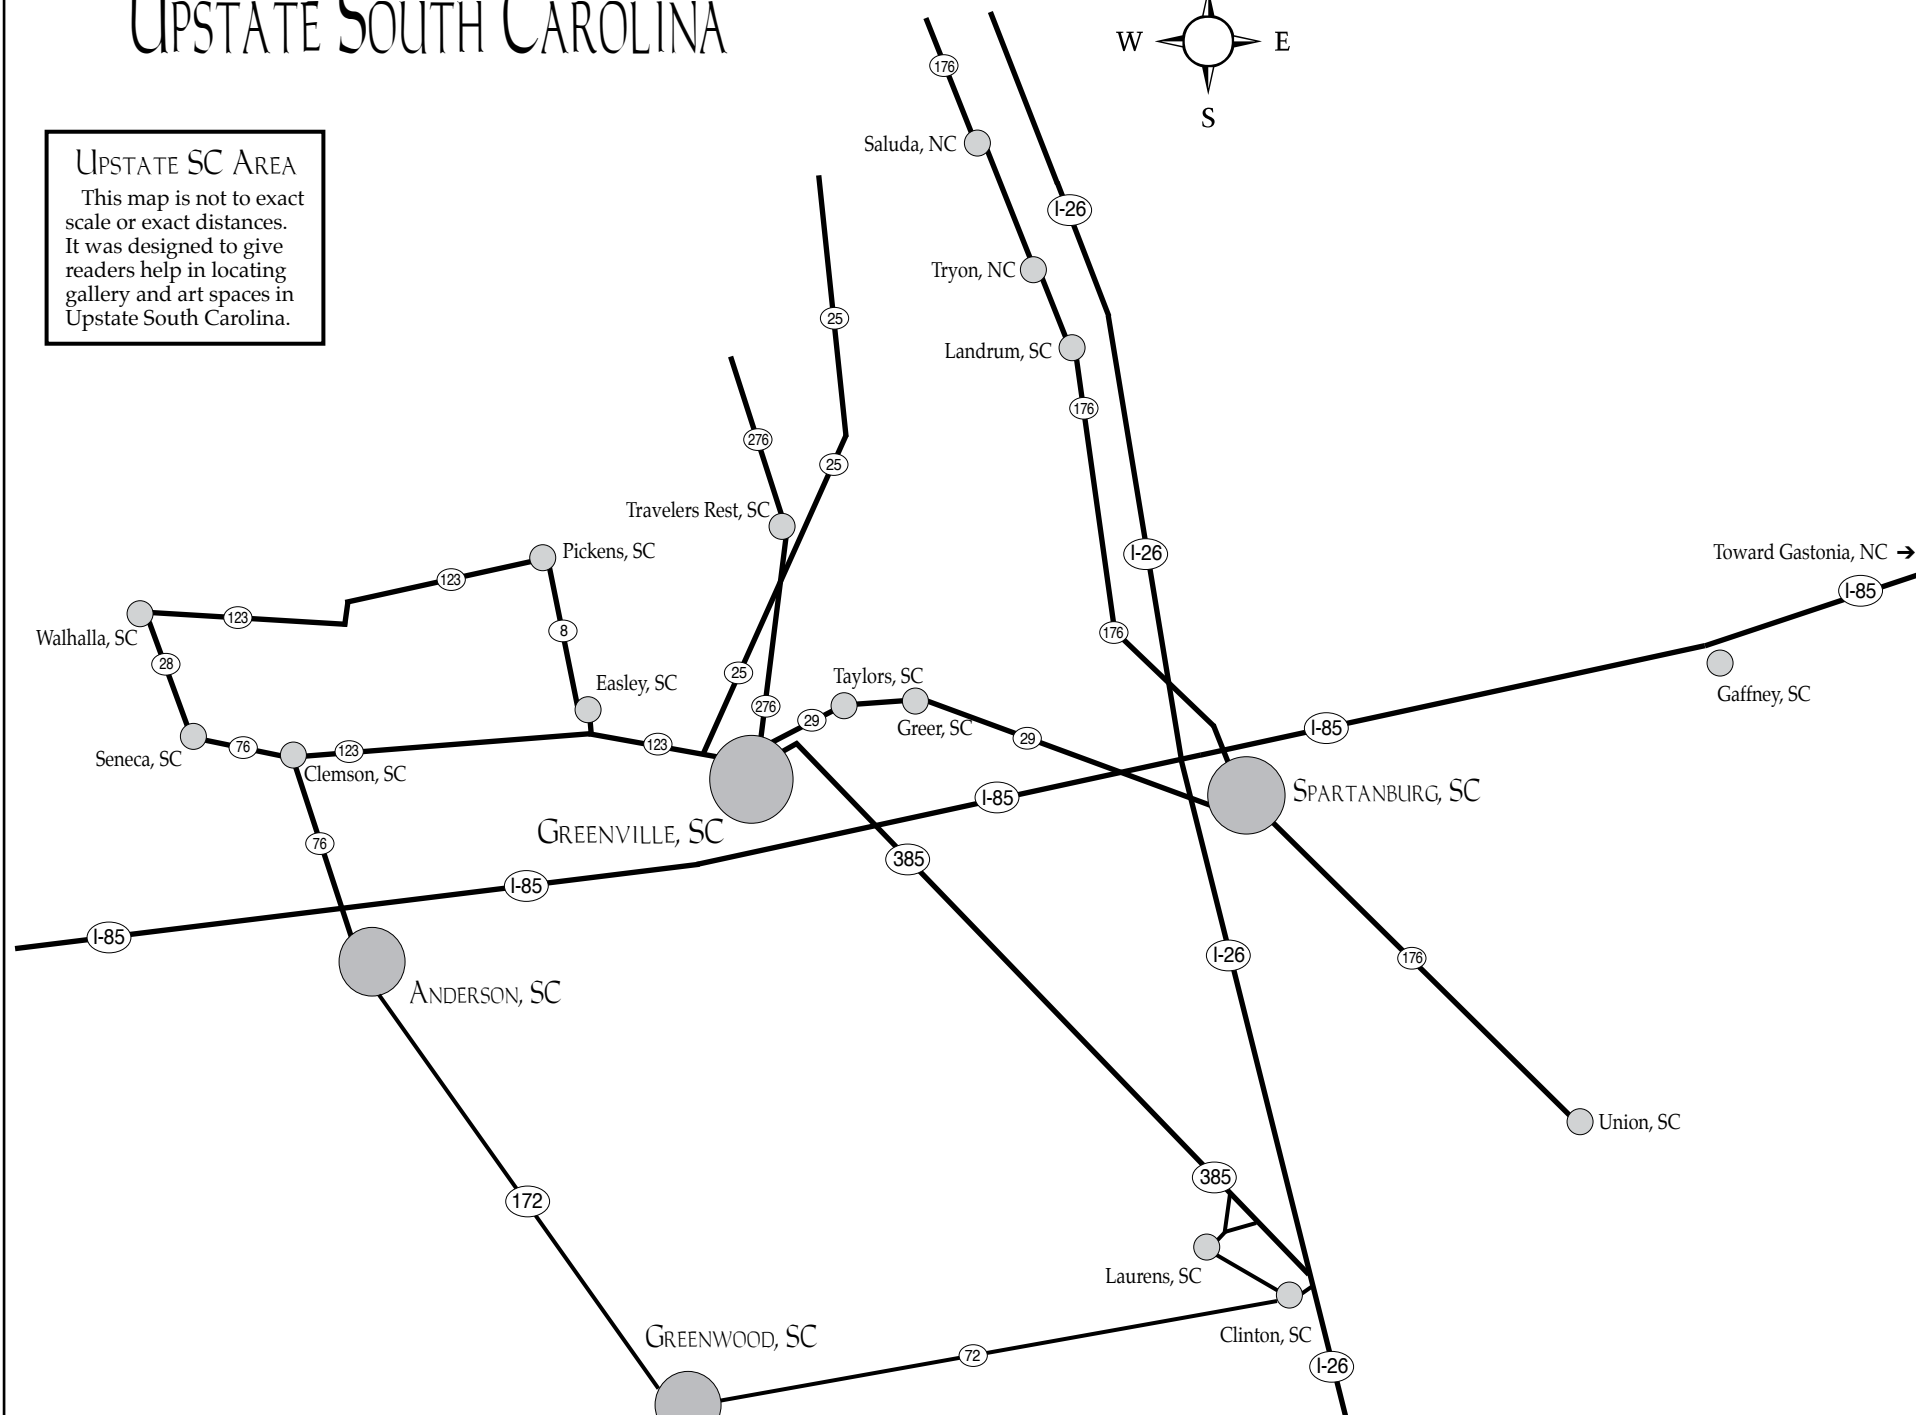 UPSTATE SOUTH CAROLINA
W E
S
176
Saluda, NC
UPSTATE SC AREA
This map is not to exact
scale or exact distances.
It was designed to give
readers help in locating
gallery and art spaces in
Upstate South Carolina.
I-26
Tryon, NC
25
Landrum, SC
176
276
25
Travelers Rest, SC
Pickens, SC
I-26
Toward Gastonia, NC ➔
123
I-85
123
8
176
Walhalla, SC
28
25
Easley, SC
Taylors, SC
Gaffney, SC
276
29
Greer, SC
29
I-85
Seneca, SC
76
123
123
Clemson, SC
SPARTANBURG, SC
I-85
GREENVILLE, SC
76
385
I-85
I-85
I-26
176
ANDERSON, SC
Union, SC
385
172
Laurens, SC
GREENWOOD, SC
Clinton, SC
72
I-26